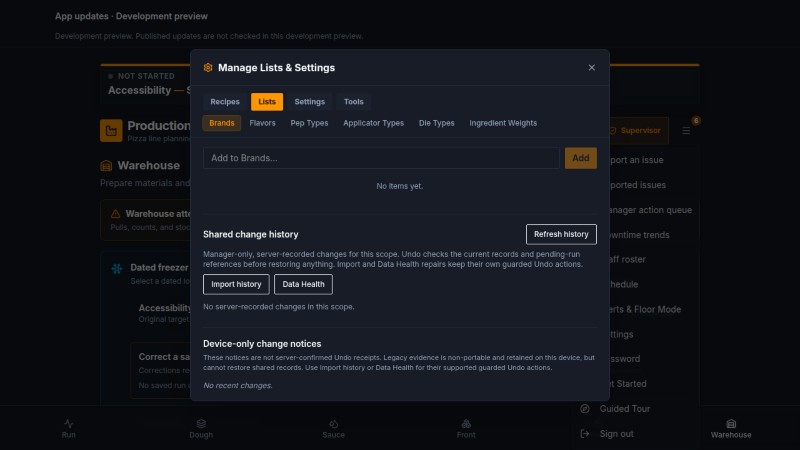 App updates · Development preview
Development preview. Published updates are not checked in this development preview.
NOT STARTED
Accessibility — S
Production
Pizza line planning
Supervisor
6
Warehouse
Prepare materials and
Warehouse atte
Pulls, counts, and stoc
Dated freezer
Select a dated lo
Accessibility
Original target
Correct a sa
Corrections re
No saved run
Manage Lists & Settings
Recipes
Lists
Settings
Tools
Brands
Flavors
Pep Types
Applicator Types
Die Types
Ingredient Weights
Add to Brands...
Add
No items yet.
Shared change history
Refresh history
Manager-only, server-recorded changes for this scope. Undo checks the current records and pending-run
references before restoring anything. Import and Data Health repairs keep their own guarded Undo actions.
Import history
Data Health
No server-recorded changes in this scope.
Device-only change notices
These notices are not server-confirmed Undo receipts. Legacy evidence is non-portable and retained on this device, but
cannot restore shared records. Use Import history or Data Health for their supported guarded Undo actions.
No recent changes.
port an issue
ported issues
anager action queue
owntime trends
aff roster
hedule
erts & Floor Mode
ttings
ssword
et Started
Guided Tour
Sign out
Run
Dough
Sauce
Front
Warehouse